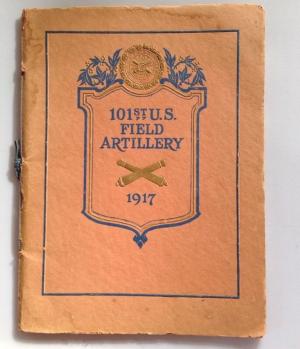 101ST U.S.
FIELD
ARTILLERY
1917